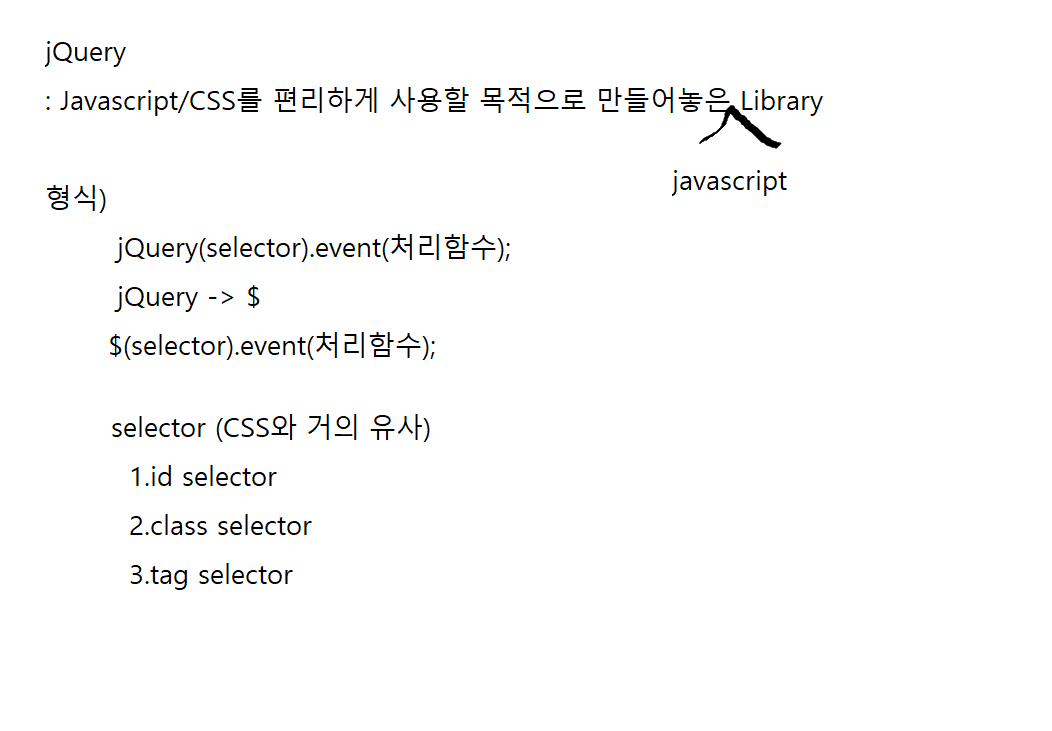 jQuery
: Javascript/CSS를 편리하게 사용할 목적으로 만들어놓은 Library
javascript
형식)
jQuery(selector).event(처리함수);
jQuery -> $
$(selector).event(처리함수);
selector (CSS와 거의 유사)
1.id selector
2.class selector
3.tag selector